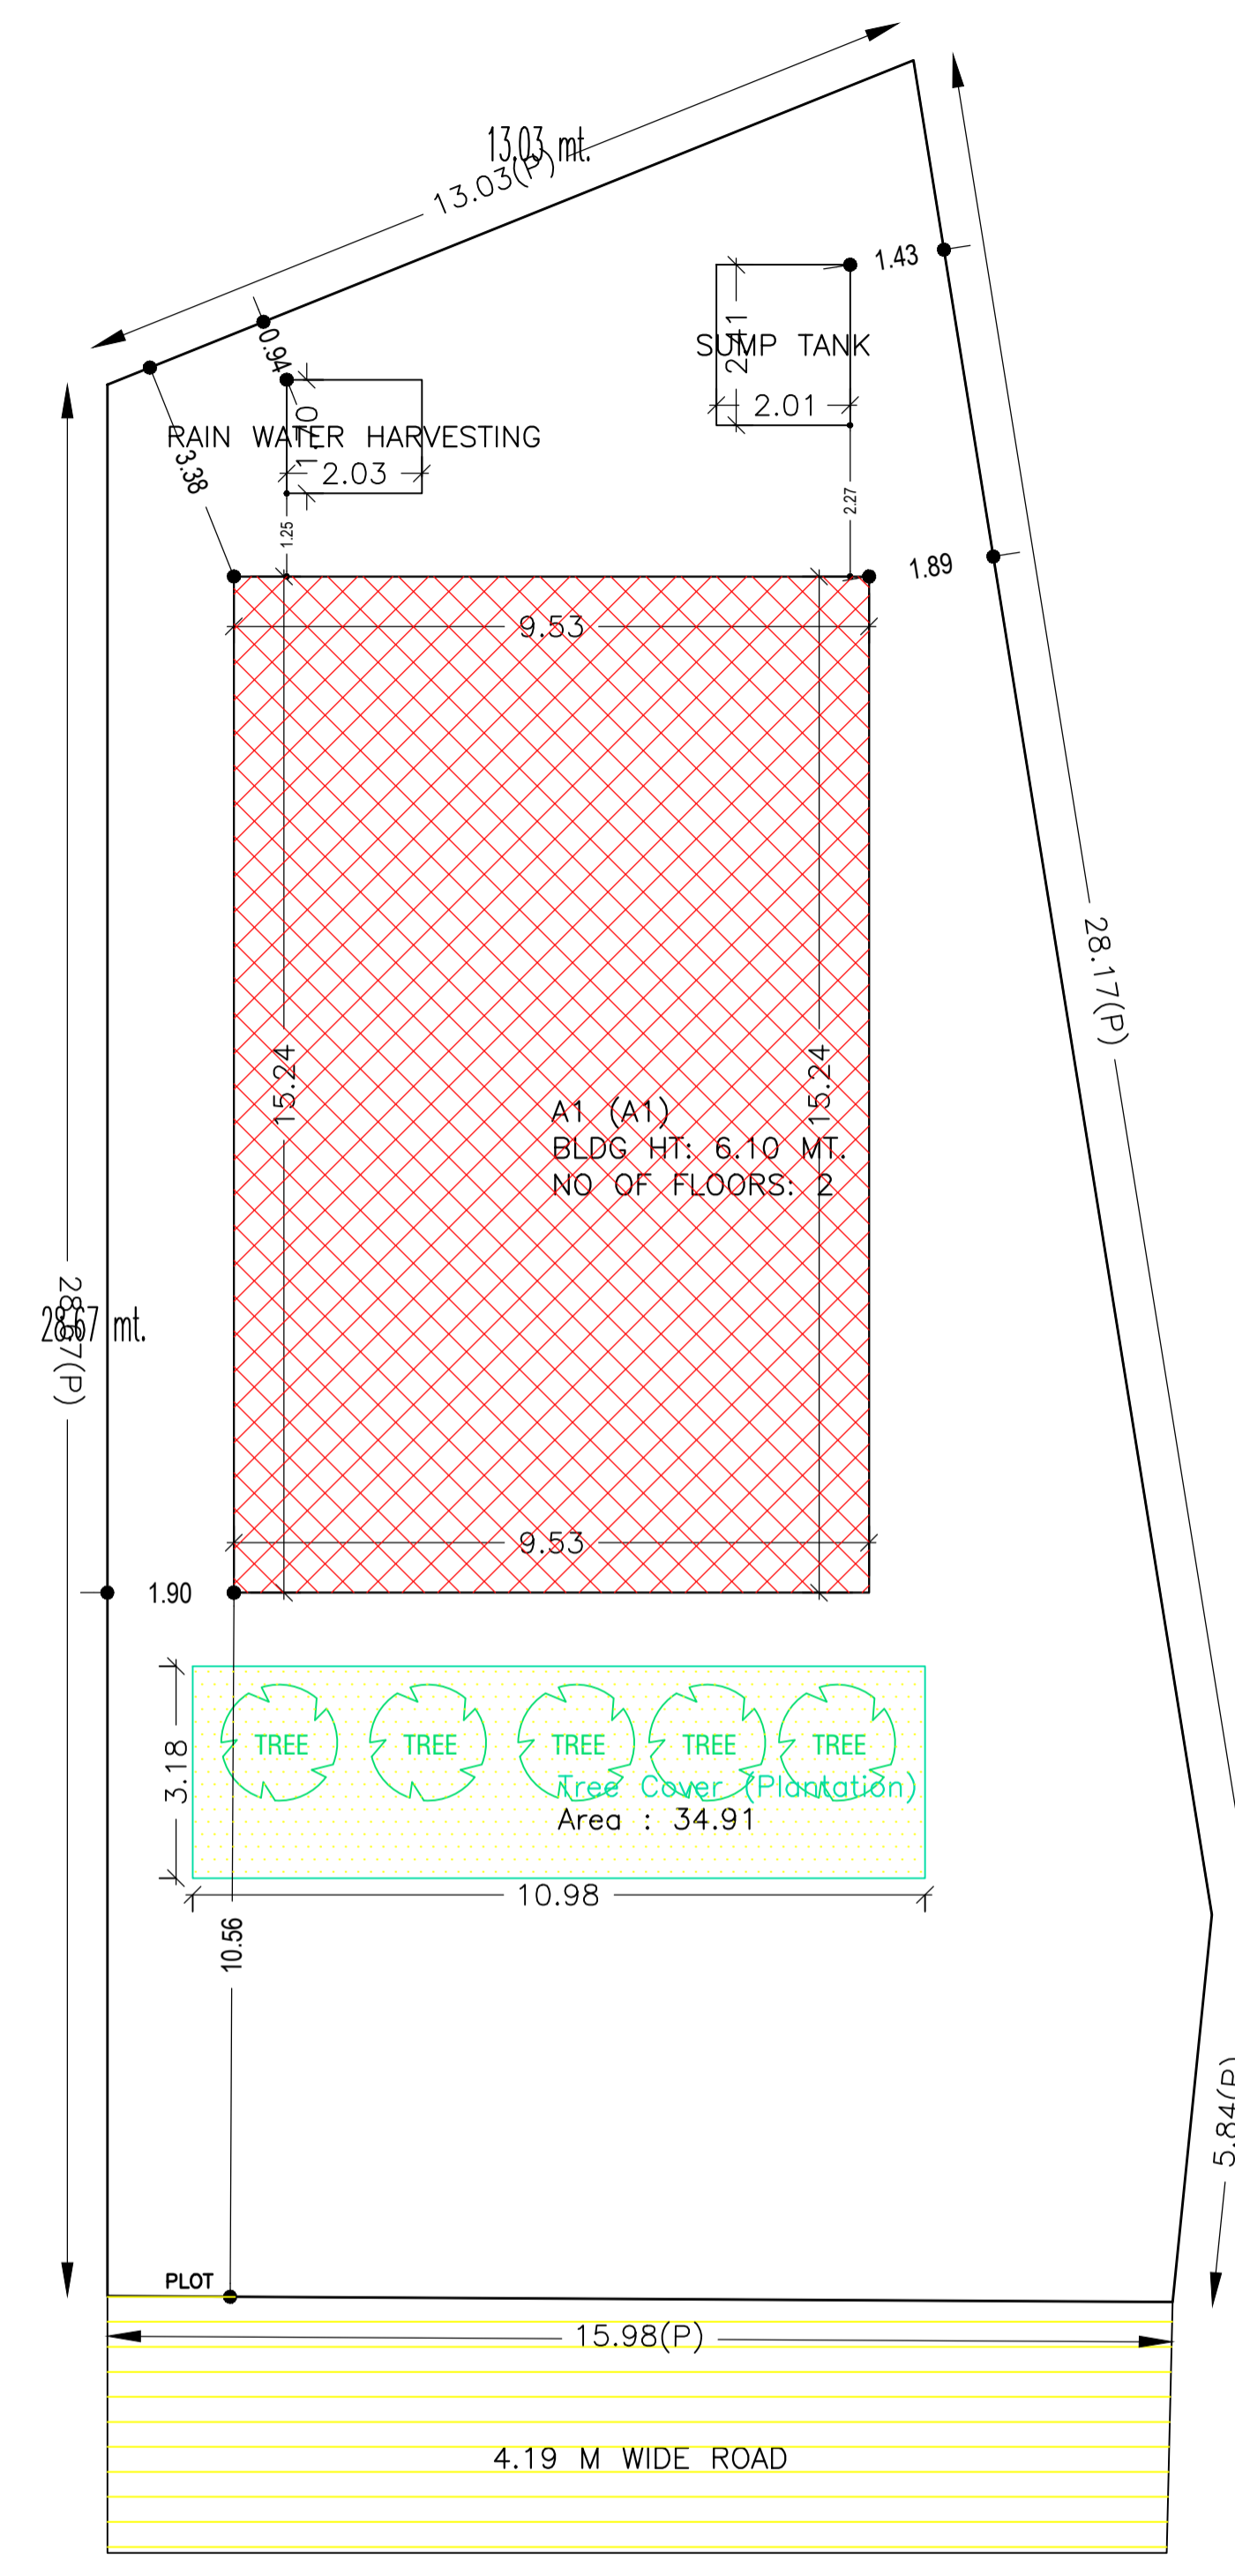 13.03 mt.
13.03(P)
1.43
0.94
SUMP TANK
2.41
2.01
1.70
RAIN WATER HARVESTING
2.03
3.38
2.27
1.25
1.89
9.53
28.17(P)
15.24
15.24
A1 (A1)
BLDG HT: 6.10 MT.
NO OF FLOORS: 2
28.67 mt.
28.67(P)
9.53
1.90
3.18
TREE TREE TREE TREE TREE
Tree Cover (Plantation)
Area : 34.91
10.98
10.56
5.84(P)
PLOT
15.98(P)
4.19 M WIDE ROAD